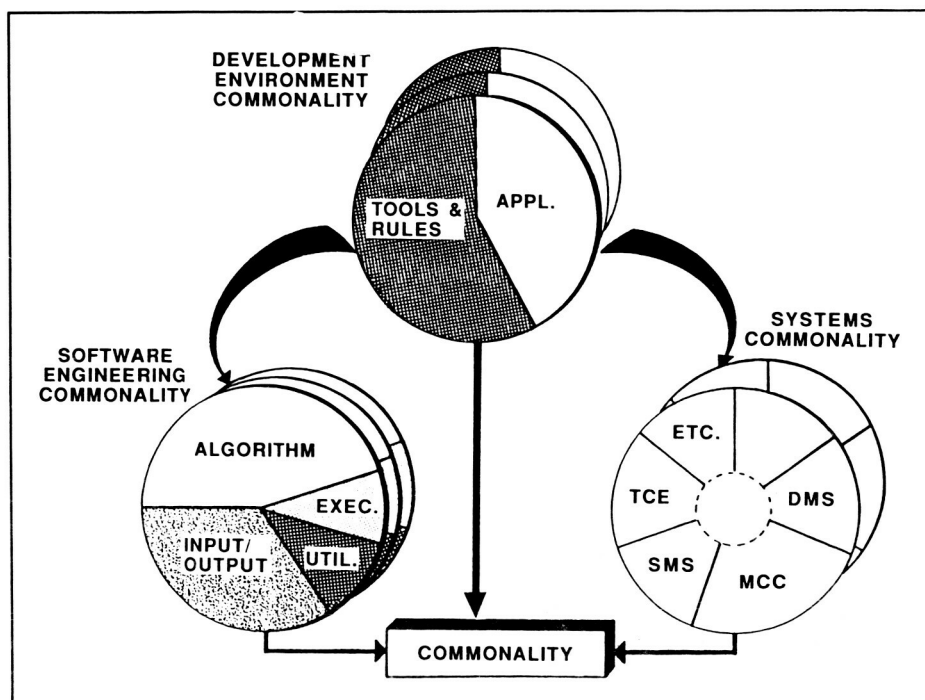 DEVELOPMENT
ENVIRONMENT
COMMONALITY
TOOLS &
RULES
APPL.
SOFTWARE
ENGINEERING
COMMONALITY
ALGORITHM
EXEC.
INPUT/
OUTPUT
UTIL.
SYSTEMS
COMMONALITY
ETC.
TCE
DMS
SMS
MCC
COMMONALITY